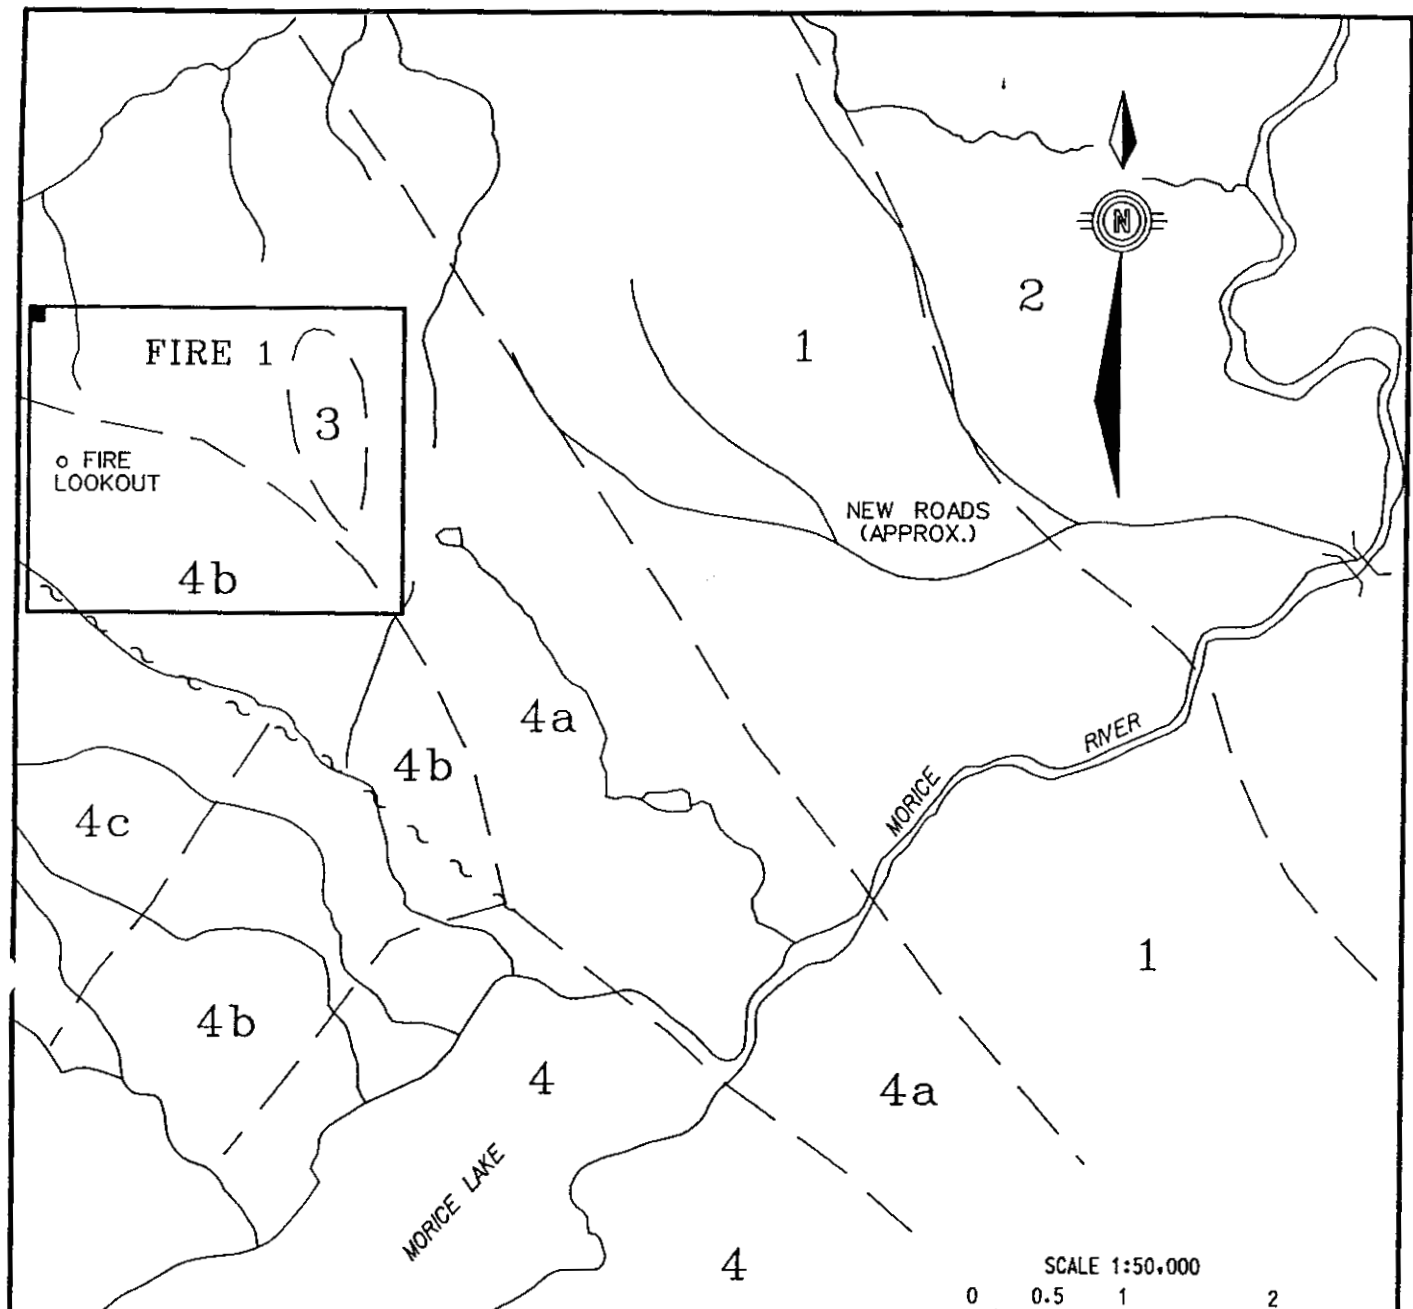 N
2
1
FIRE 1
3
FIRE
LOOKOUT
NEW ROADS
(APPROX.)
4b
4a
4b
RIVER
MORICE
4c
1
4b
4
4a
MORICE LAKE
4
SCALE 1:50,000
0 0.5 1 2